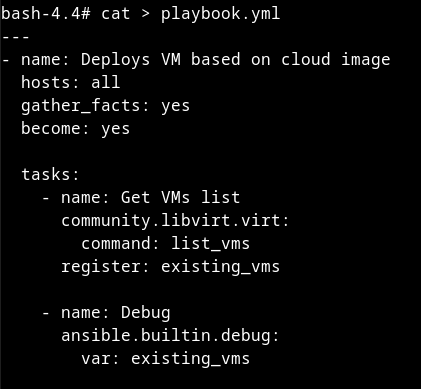 bash-4.4# cat > playbook.yml
---
- name: Deploys VM based on cloud image
  hosts: all
  gather_facts: yes
  become: yes

  tasks:
    - name: Get VMs list
      community.libvirt.virt:
        command: list_vms
      register: existing_vms

    - name: Debug
      ansible.builtin.debug:
        var: existing_vms